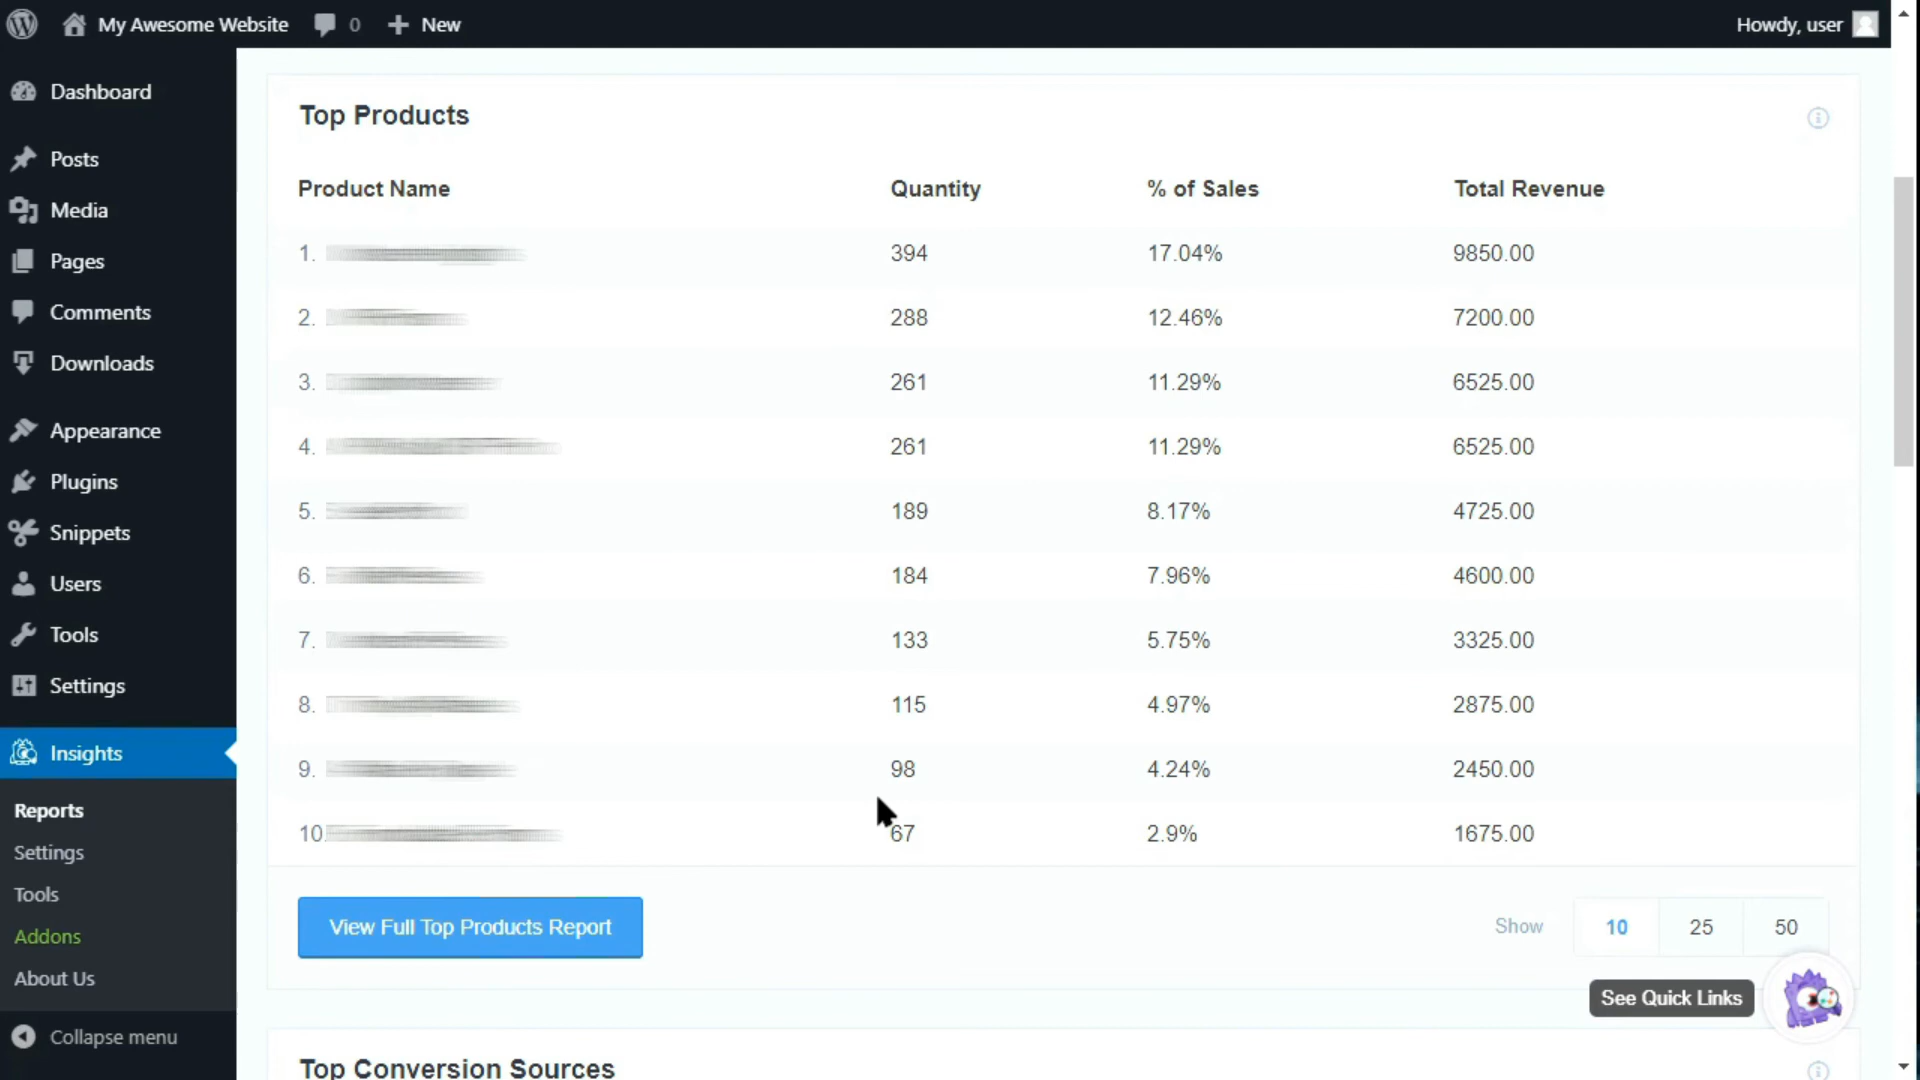 My Awesome Website 0 New Howdy, user
Dashboard
Posts
Media
Pages
Comments
Downloads
Appearance
Plugins
Snippets
Users
Tools
Settings
Insights
Reports
Settings
Tools
Addons
About Us
Collapse menu
Top Products
Product Name Quantity % of Sales Total Revenue
1. 394 17.04% 9850.00
2. 288 12.46% 7200.00
3. 261 11.29% 6525.00
4. 261 11.29% 6525.00
5. 189 8.17% 4725.00
6. 184 7.96% 4600.00
7. 133 5.75% 3325.00
8. 115 4.97% 2875.00
9. 98 4.24% 2450.00
10 67 2.9% 1675.00
View Full Top Products Report Show 10 25 50
See Quick Links
Top Conversion Sources